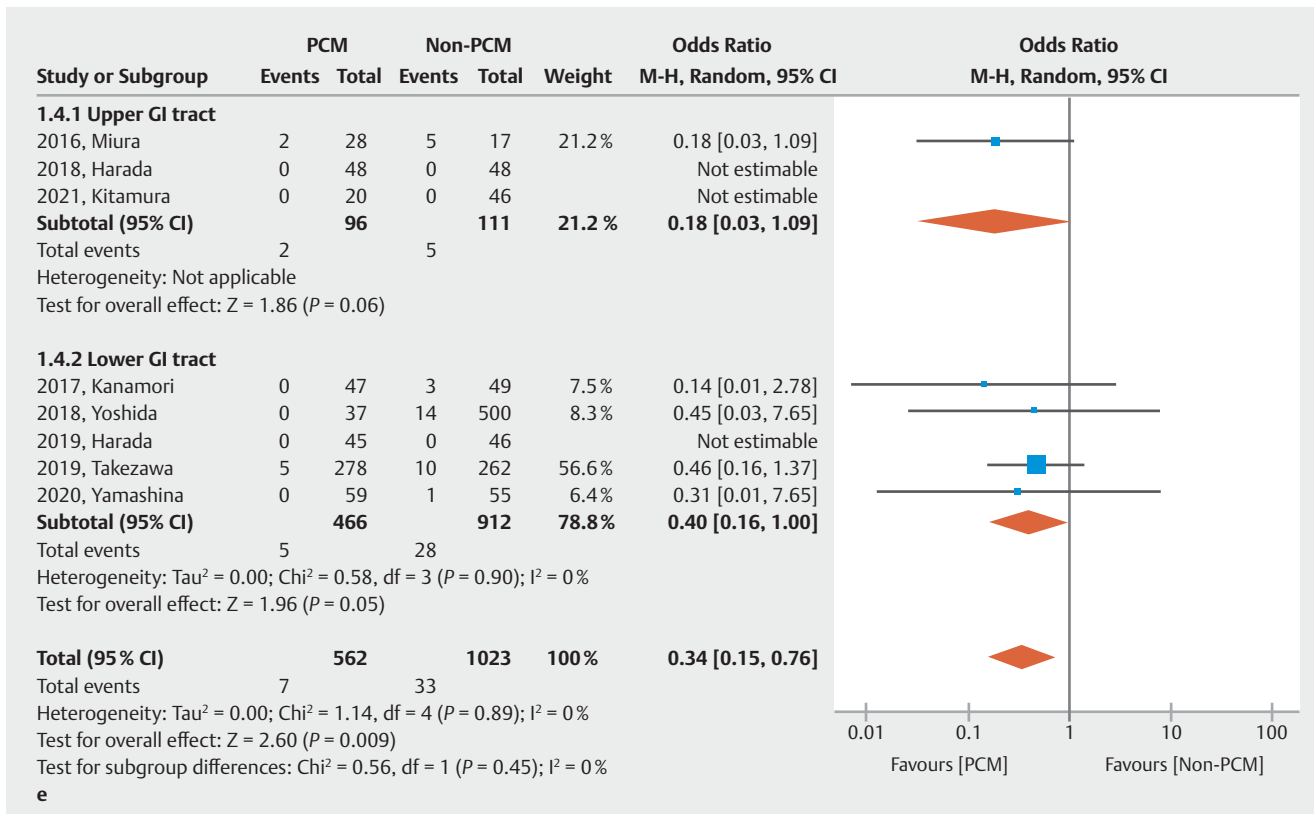 PCM Non-PCM Odds Ratio Odds Ratio
Study or Subgroup Events Total Events Total Weight M-H, Random, 95% CI M-H, Random, 95% CI
1.4.1 Upper GI tract
2016, Miura 2 28 5 17 21.2% 0.18 [0.03, 1.09]
2018, Harada 0 48 0 48 Not estimable
2021, Kitamura 0 20 0 46 Not estimable
Subtotal (95% CI) 96 111 21.2 % 0.18 [0.03, 1.09]
Total events 2 5
Heterogeneity: Not applicable
Test for overall effect: Z = 1.86 (P = 0.06)
1.4.2 Lower GI tract
2017, Kanamori 0 47 3 49 7.5% 0.14 [0.01, 2.78]
2018, Yoshida 0 37 14 500 8.3% 0.45 [0.03, 7.65]
2019, Harada 0 45 0 46 Not estimable
2019, Takezawa 5 278 10 262 56.6% 0.46 [0.16, 1.37]
2020, Yamashina 0 59 1 55 6.4% 0.31 [0.01, 7.65]
Subtotal (95% CI) 466 912 78.8% 0.40 [0.16, 1.00]
Total events 5 28
Heterogeneity: Tau² = 0.00; Chi² = 0.58, df = 3 (P = 0.90); I² = 0%
Test for overall effect: Z = 1.96 (P = 0.05)
Total (95% CI) 562 1023 100% 0.34 [0.15, 0.76]
Total events 7 33
Heterogeneity: Tau² = 0.00; Chi² = 1.14, df = 4 (P = 0.89); I² = 0%
Test for overall effect: Z = 2.60 (P = 0.009)
Test for subgroup differences: Chi² = 0.56, df = 1 (P = 0.45); I² = 0%
0.01 0.1 1 10 100
Favours [PCM] Favours [Non-PCM]
e